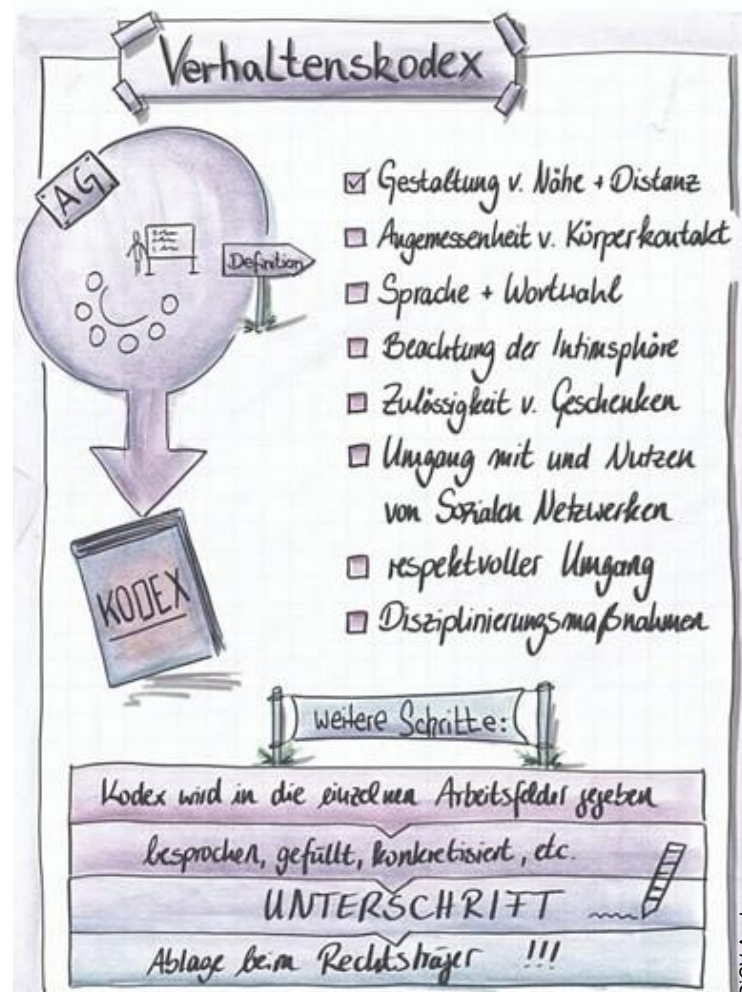 Verhaltenskodex
AG
Definition
☑ Gestaltung v. Nähe + Distanz
☐ Angemessenheit v. Körperkontakt
☐ Sprache + Wortwahl
☐ Beachtung der Intimsphäre
☐ Zulässigkeit v. Geschenken
☐ Umgang mit und Nutzen
von Sozialen Netzwerken
☐ respektvoller Umgang
☐ Disziplinierungsmaßnahmen
KODEX
weitere Schritte:
Kodex wird in die einzelnen Arbeitsfelder gegeben
besprochen, gefüllt, konkretisiert, etc.
UNTERSCHRIFT
Ablage beim Rechtsträger !!!